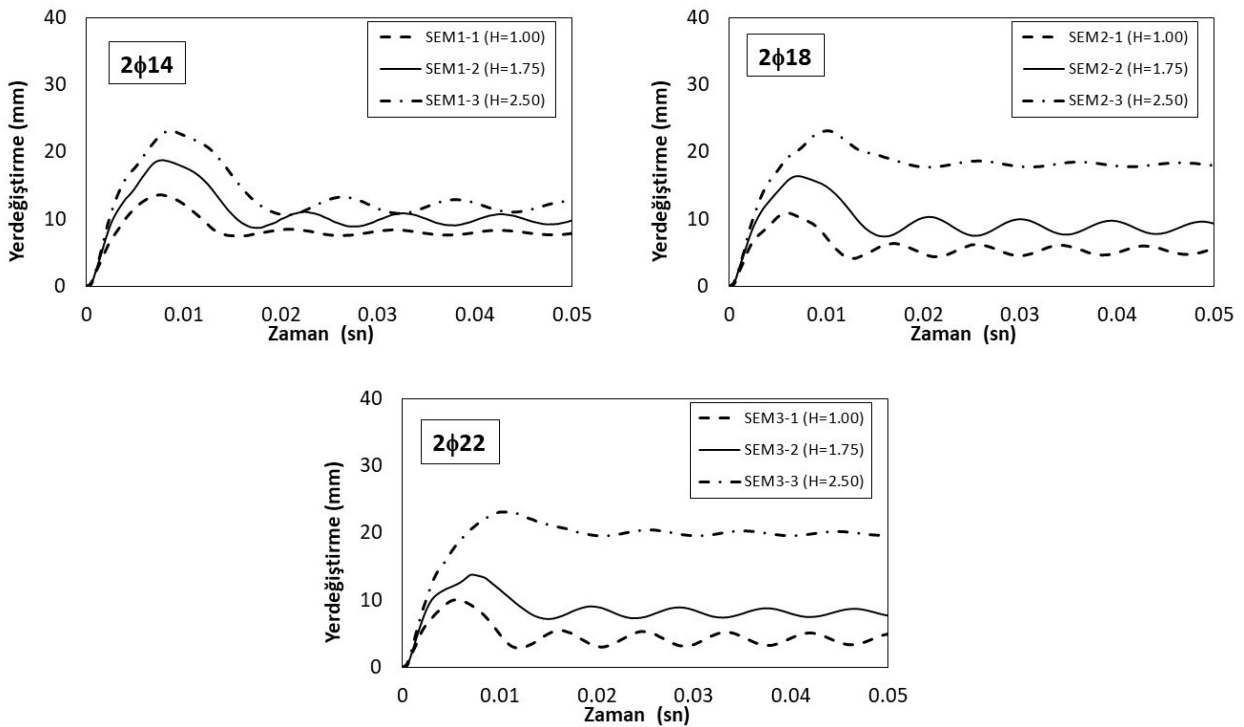 40
30
20
10
0
Yerdeğiştirme (mm)
2ϕ14
SEM1-1 (H=1.00)
SEM1-2 (H=1.75)
SEM1-3 (H=2.50)
0 0.01 0.02 0.03 0.04 0.05
Zaman (sn)
40
30
20
10
0
Yerdeğiştirme (mm)
2ϕ18
SEM2-1 (H=1.00)
SEM2-2 (H=1.75)
SEM2-3 (H=2.50)
0 0.01 0.02 0.03 0.04 0.05
Zaman (sn)
40
30
20
10
0
Yerdeğiştirme (mm)
2ϕ22
SEM3-1 (H=1.00)
SEM3-2 (H=1.75)
SEM3-3 (H=2.50)
0 0.01 0.02 0.03 0.04 0.05
Zaman (sn)